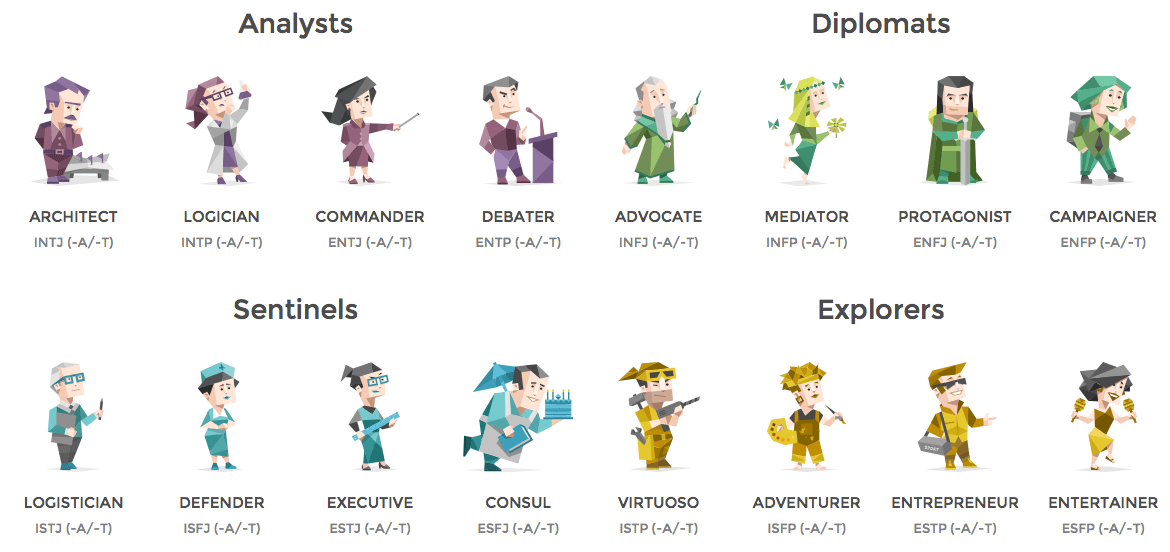 Analysts
Diplomats
ARCHITECT
INTJ (-A/-T)
LOGICIAN
INTP (-A/-T)
COMMANDER
ENTJ (-A/-T)
DEBATER
ENTP (-A/-T)
ADVOCATE
INFJ (-A/-T)
MEDIATOR
INFP (-A/-T)
PROTAGONIST
ENFJ (-A/-T)
CAMPAIGNER
ENFP (-A/-T)
Sentinels
Explorers
SPORT
LOGISTICIAN
ISTJ (-A/-T)
DEFENDER
ISFJ (-A/-T)
EXECUTIVE
ESTJ (-A/-T)
CONSUL
ESFJ (-A/-T)
VIRTUOSO
ISTP (-A/-T)
ADVENTURER
ISFP (-A/-T)
ENTREPRENEUR
ESTP (-A/-T)
ENTERTAINER
ESFP (-A/-T)